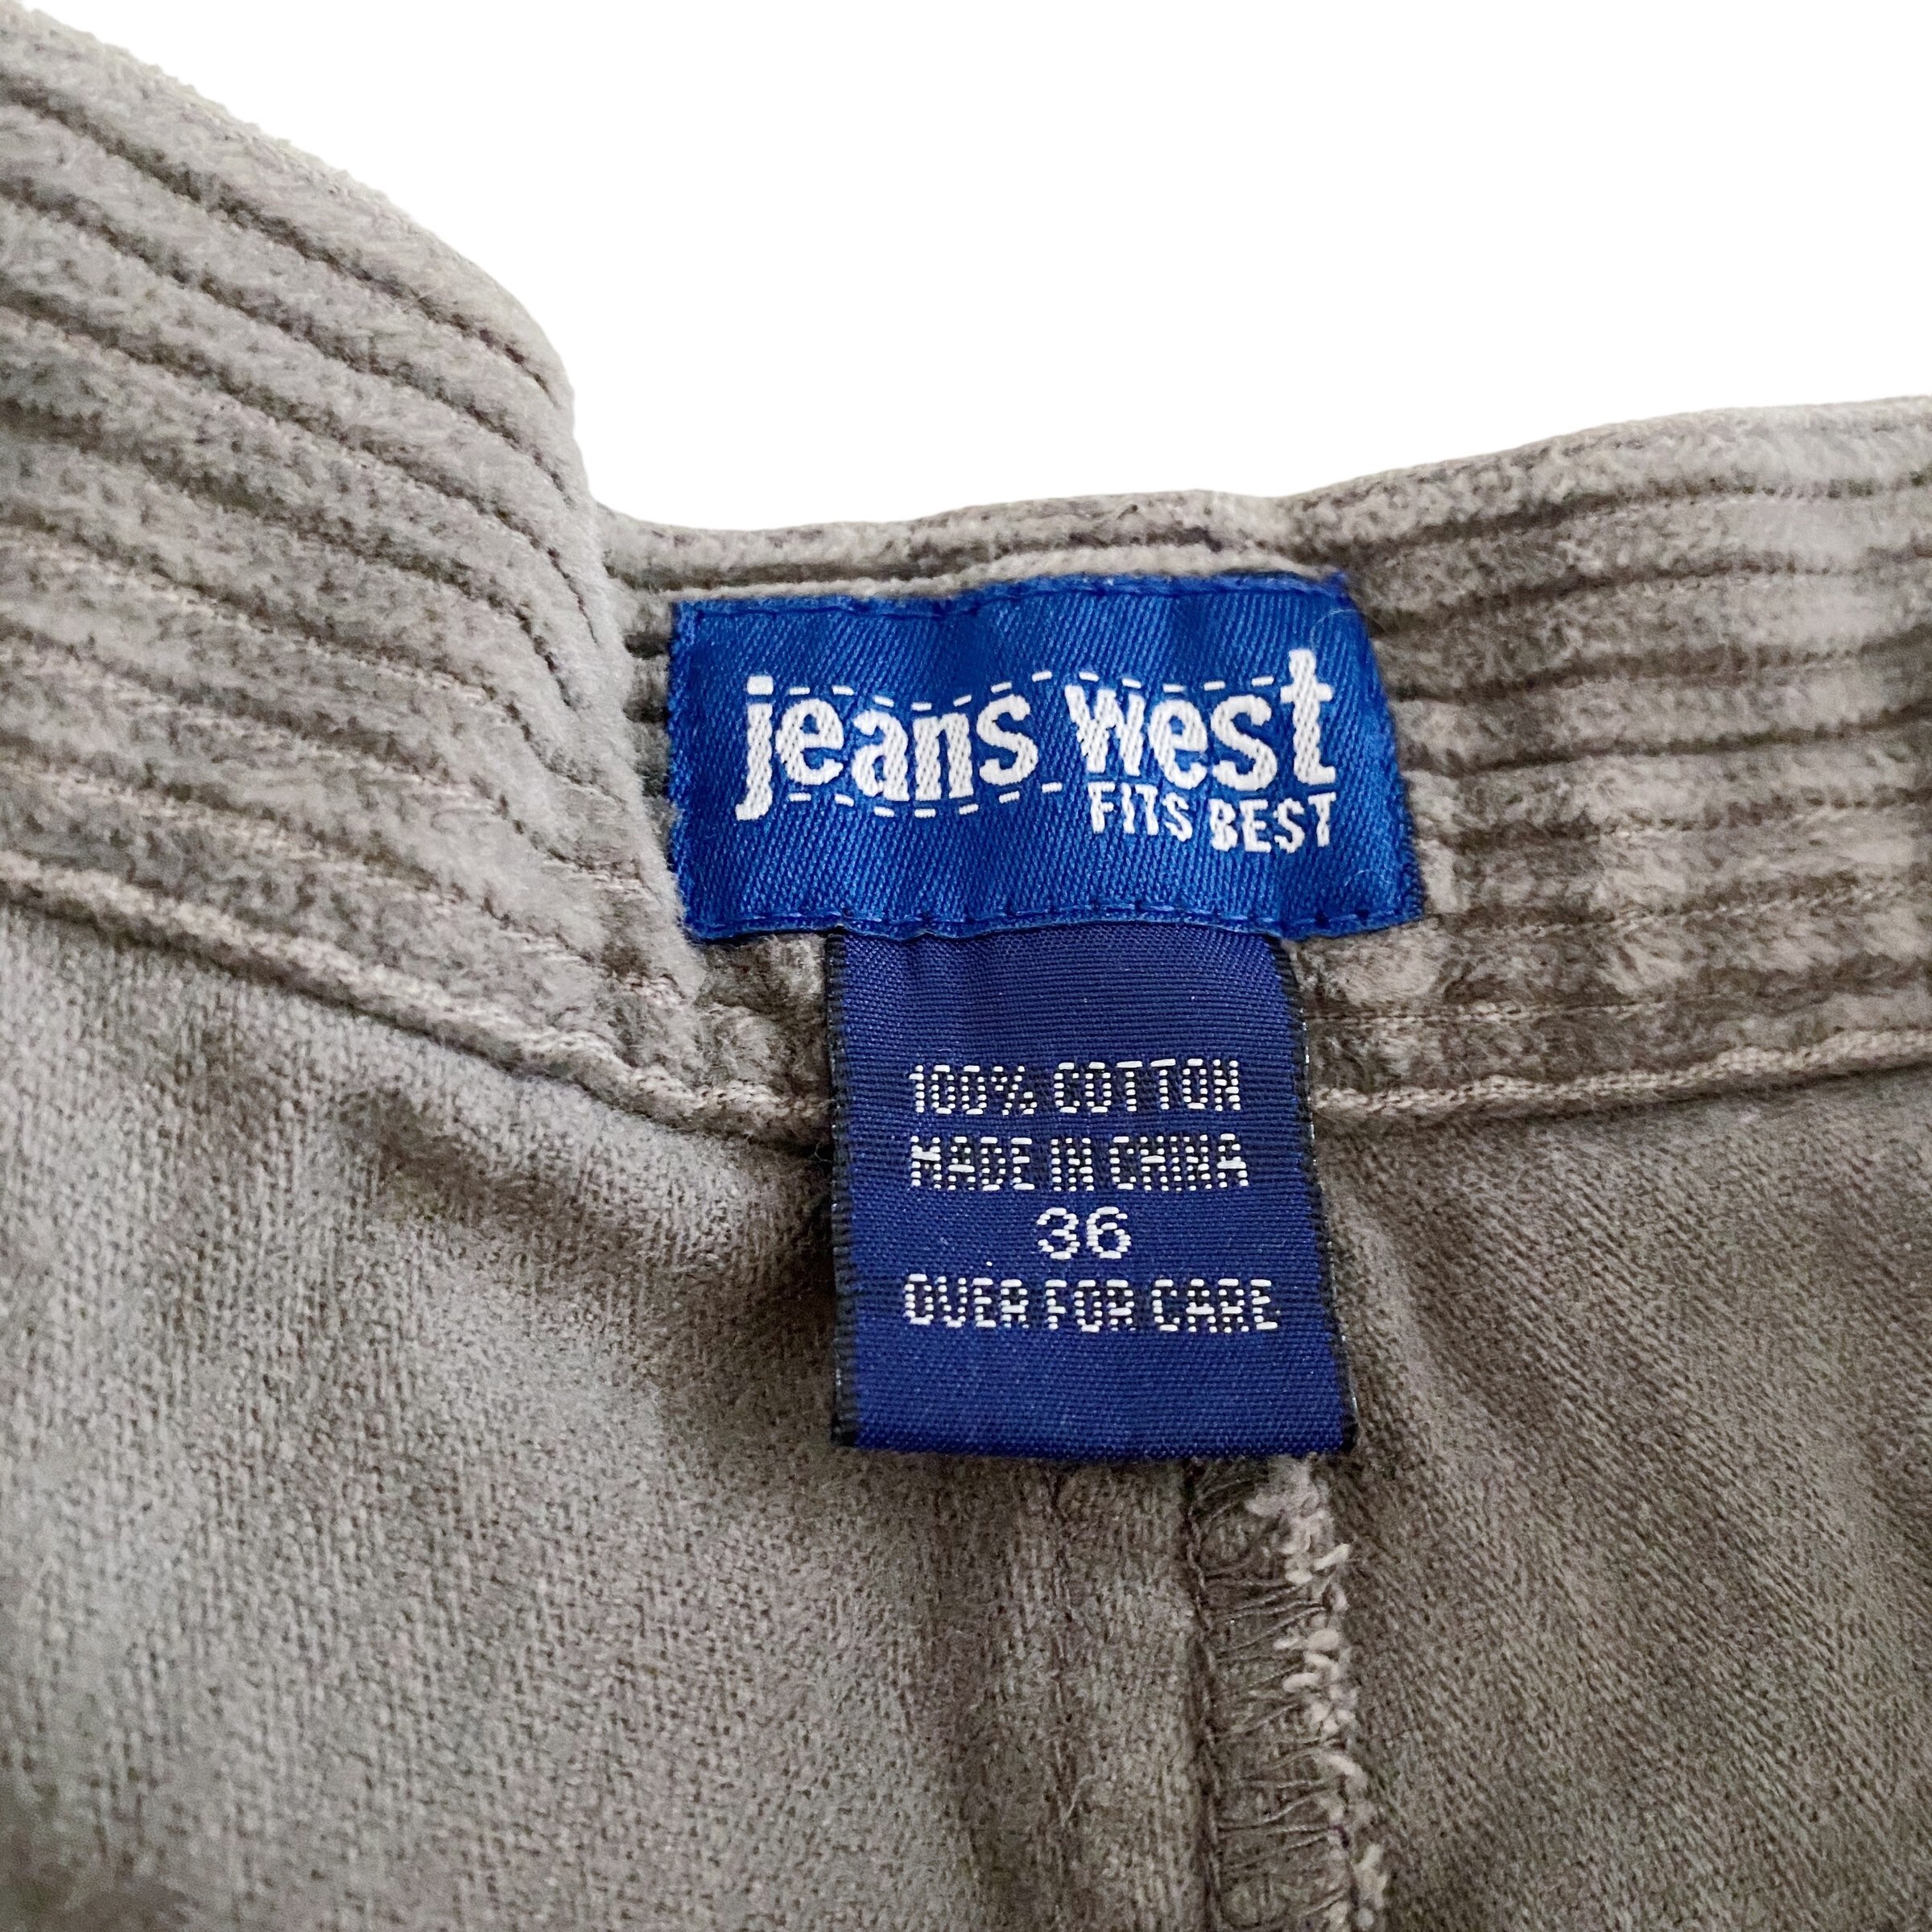 jeans west
FITS BEST
100% COTTON
MADE IN CHINA
36
OVER FOR CARE